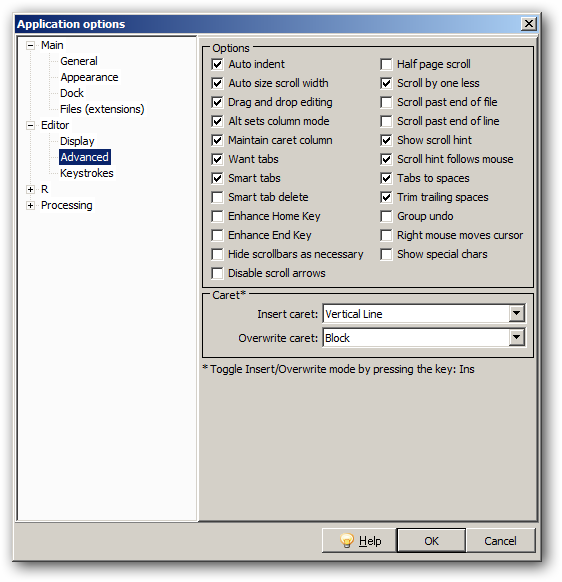 Application options
Main
General
Appearance
Dock
Files (extensions)
Editor
Display
Advanced
Keystrokes
R
Processing
Options
Auto indent
Auto size scroll width
Drag and drop editing
Alt sets column mode
Maintain caret column
Want tabs
Smart tabs
Smart tab delete
Enhance Home Key
Enhance End Key
Hide scrollbars as necessary
Disable scroll arrows
Half page scroll
Scroll by one less
Scroll past end of file
Scroll past end of line
Show scroll hint
Scroll hint follows mouse
Tabs to spaces
Trim trailing spaces
Group undo
Right mouse moves cursor
Show special chars
Caret*
Insert caret: Vertical Line
Overwrite caret: Block
* Toggle Insert/Overwrite mode by pressing the key: Ins
Help OK Cancel